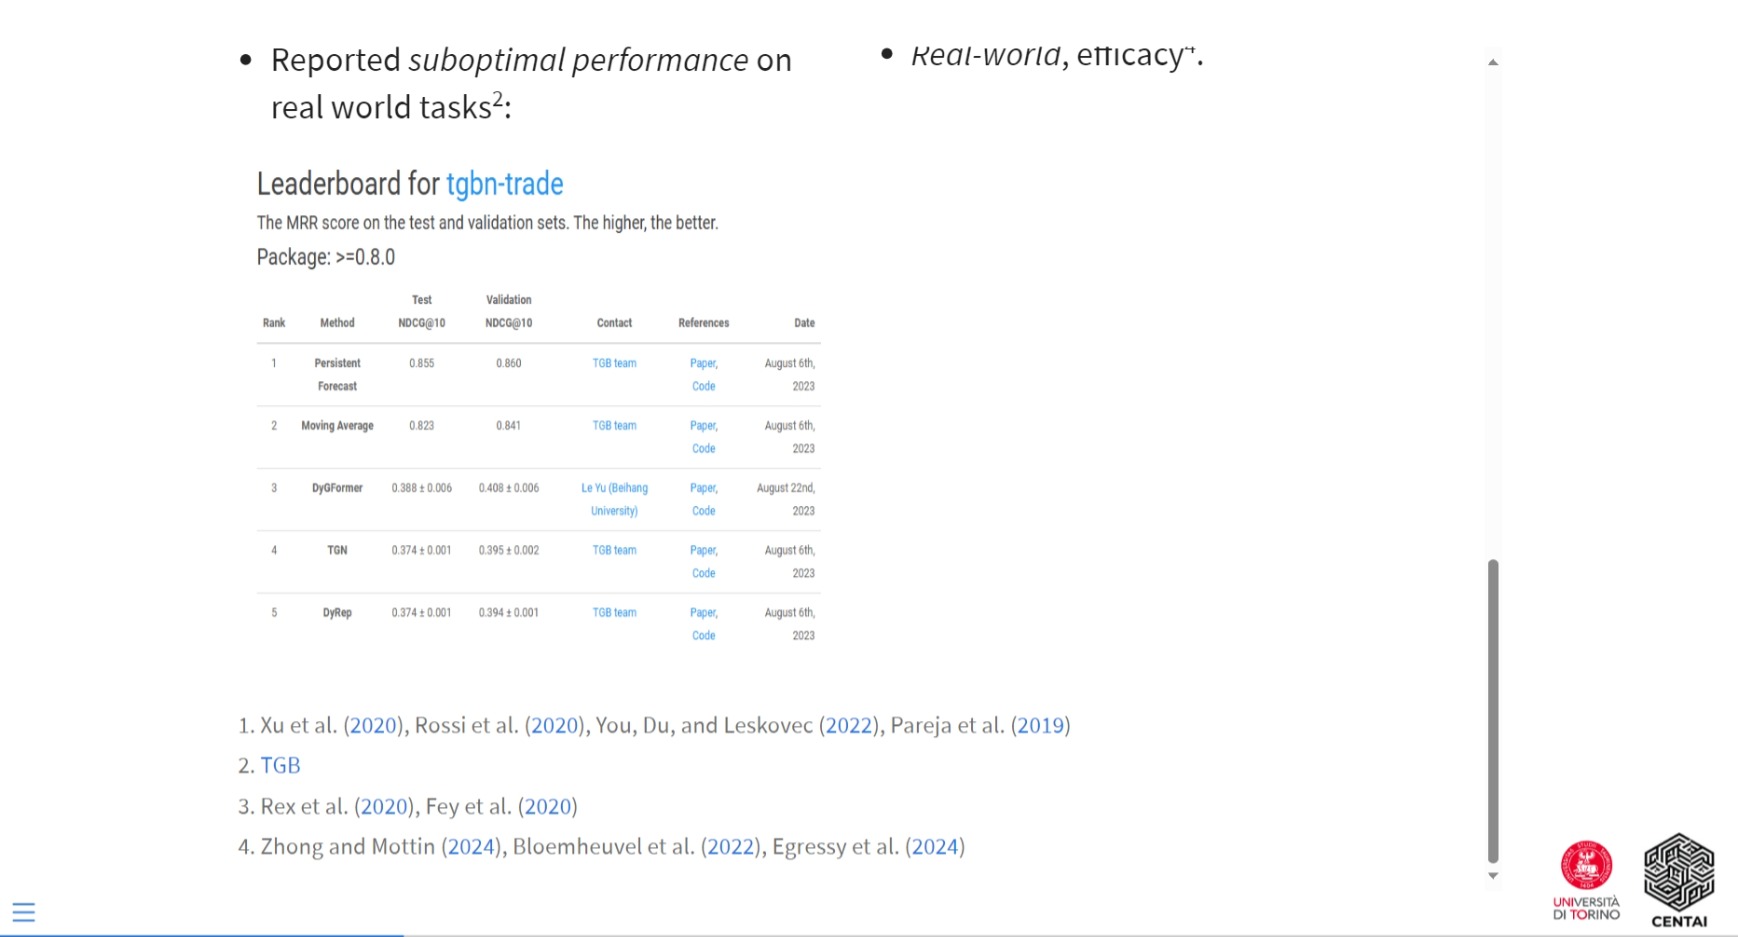 • Reported suboptimal performance on
real world tasks²:
• Real-world, efficacy⁴.
Leaderboard for tgbn-trade
The MRR score on the test and validation sets. The higher, the better.
Package: >=0.8.0
Test Validation
Rank Method NDCG@10 NDCG@10 Contact References Date
1 Persistent 0.855 0.860 TGB team Paper, August 6th,
Forecast Code 2023
2 Moving Average 0.823 0.841 TGB team Paper, August 6th,
Code 2023
3 DyGFormer 0.388 ± 0.006 0.408 ± 0.006 Le Yu (Beihang Paper, August 22nd,
University) Code 2023
4 TGN 0.374 ± 0.001 0.395 ± 0.002 TGB team Paper, August 6th,
Code 2023
5 DyRep 0.374 ± 0.001 0.394 ± 0.001 TGB team Paper, August 6th,
Code 2023
1. Xu et al. (2020), Rossi et al. (2020), You, Du, and Leskovec (2022), Pareja et al. (2019)
2. TGB
3. Rex et al. (2020), Fey et al. (2020)
4. Zhong and Mottin (2024), Bloemheuvel et al. (2022), Egressy et al. (2024)
UNIVERSITÀ
DI TORINO
CENTAI